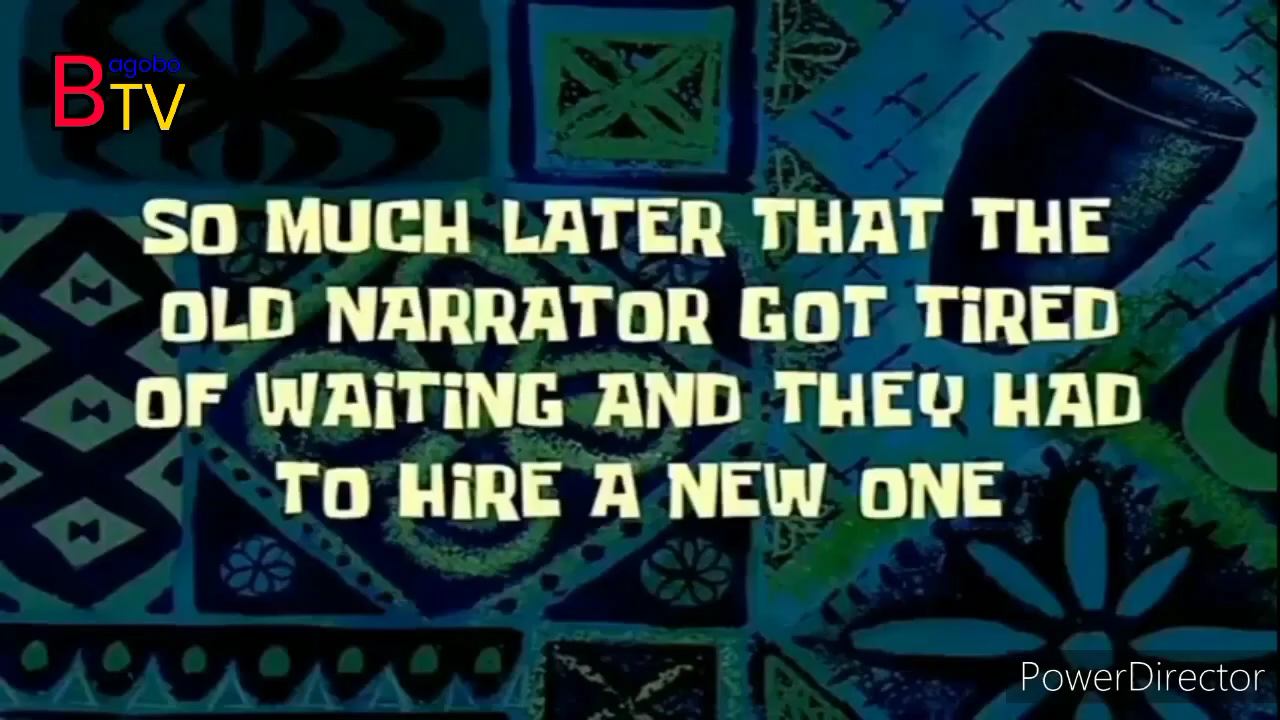 Bagobo
TV
SO MUCH LATER THAT THE
OLD NARRATOR GOT TiRED
OF WAiTiNG AND THEY HAD
TO HiRE A NEW ONE
PowerDirector